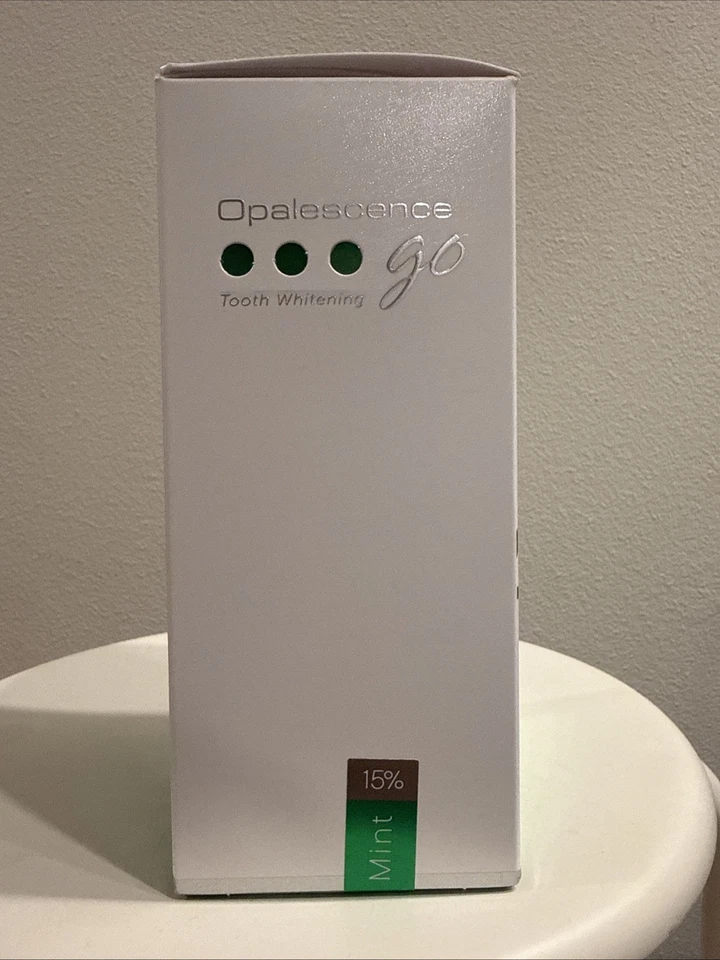 Opalescence
go
Tooth Whitening
15%
Mint